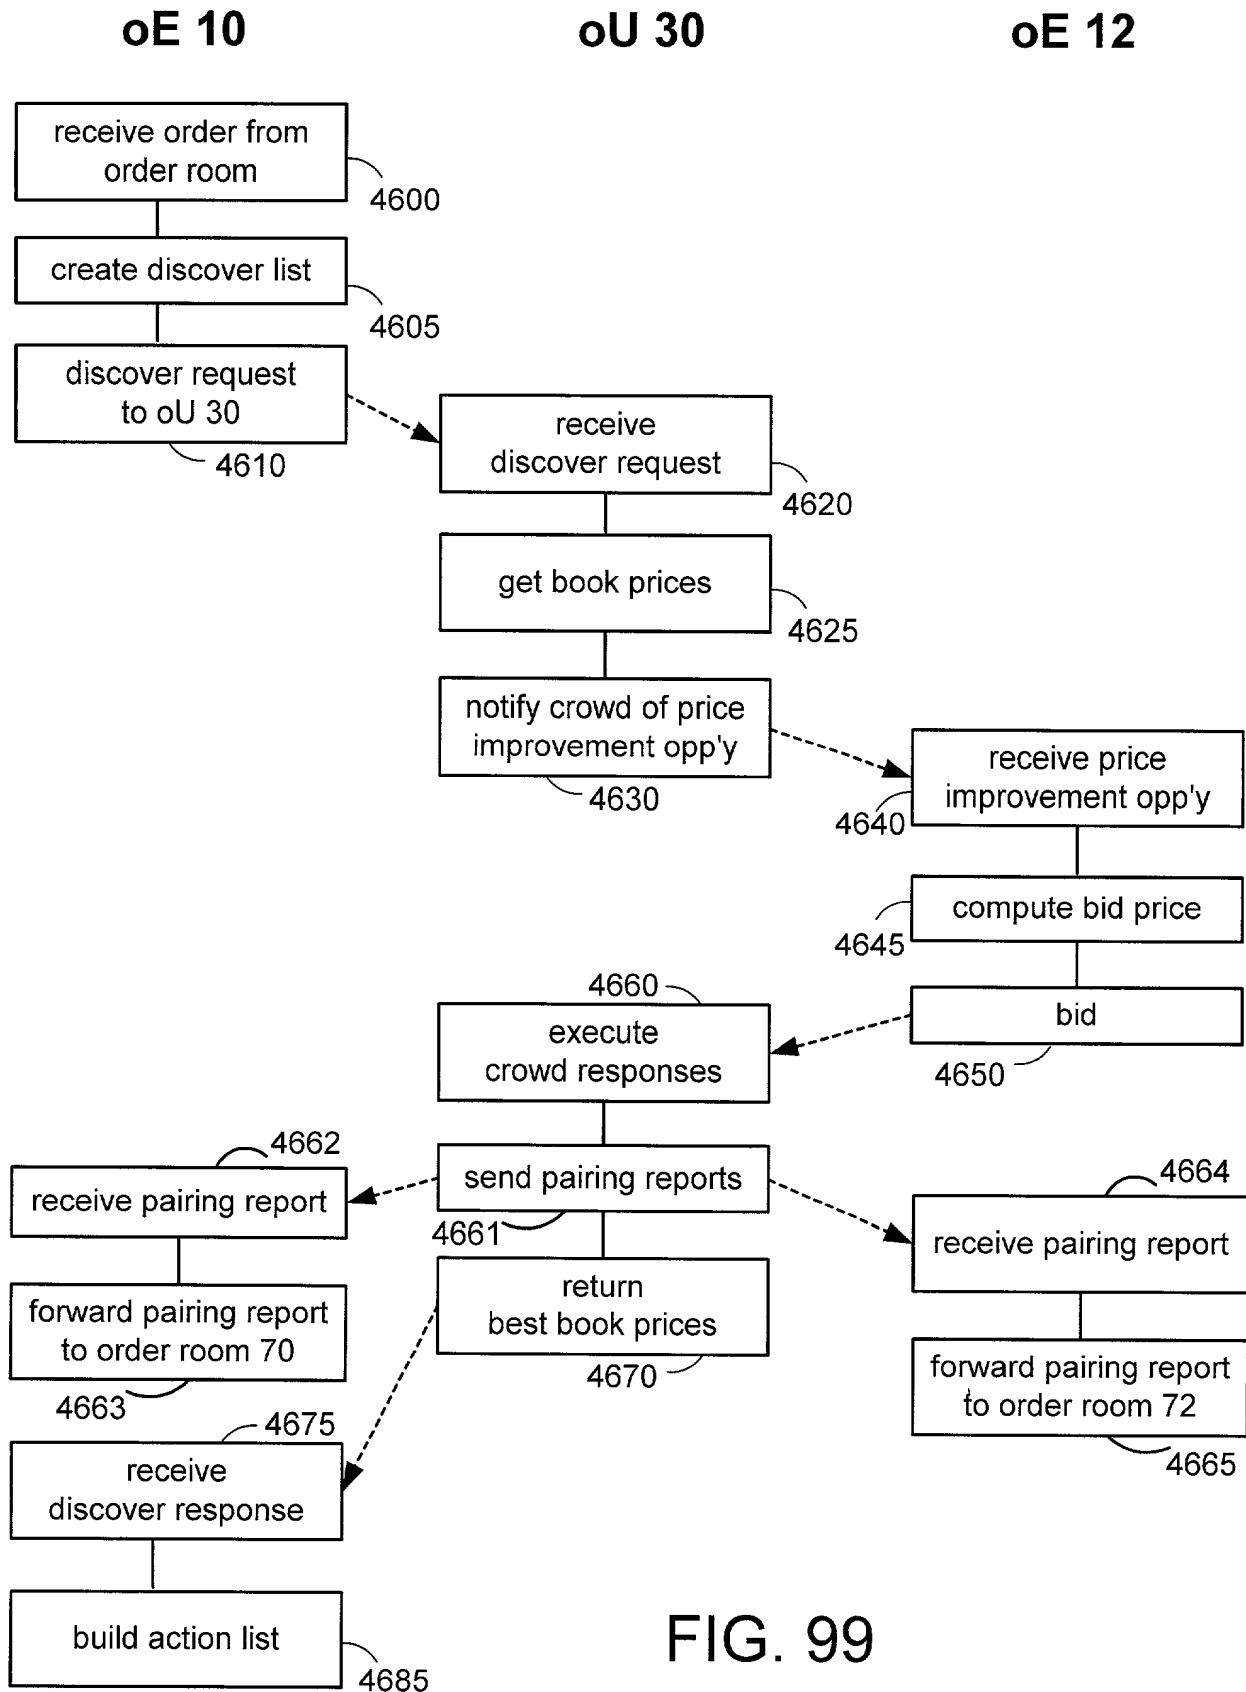 oE 10
oU 30
oE 12
receive order from
order room
4600
create discover list
4605
discover request
to oU 30
4610
receive
discover request
4620
get book prices
4625
notify crowd of price
improvement opp'y
4630
receive price
improvement opp'y
4640
compute bid price
4645
bid
4650
4660
execute
crowd responses
send pairing reports
4661
4662
receive pairing report
4664
receive pairing report
forward pairing report
to order room 70
4663
return
best book prices
4670
forward pairing report
to order room 72
4665
4675
receive
discover response
build action list
4685
FIG. 99